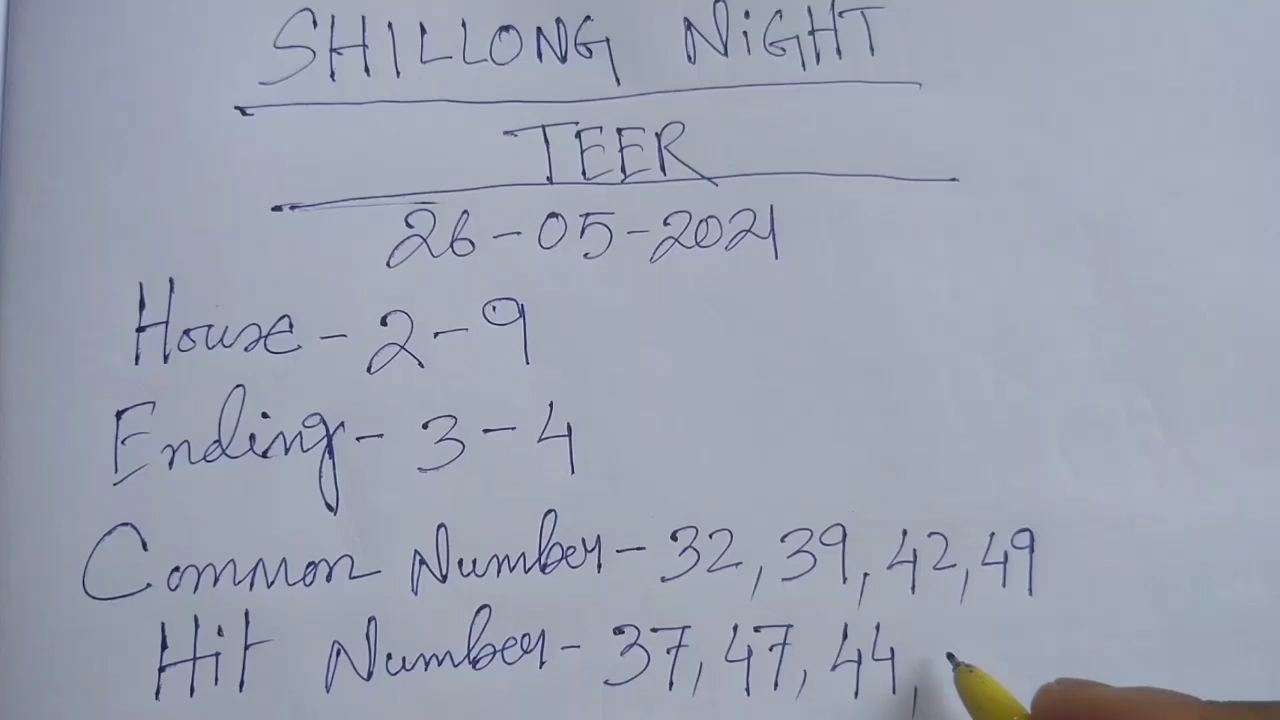 SHILLONG NiGHT
TEER
26-05-2021
House - 2-9
Ending - 3-4
Common Number - 32, 39, 42, 49
Hit Number - 37, 47, 44,